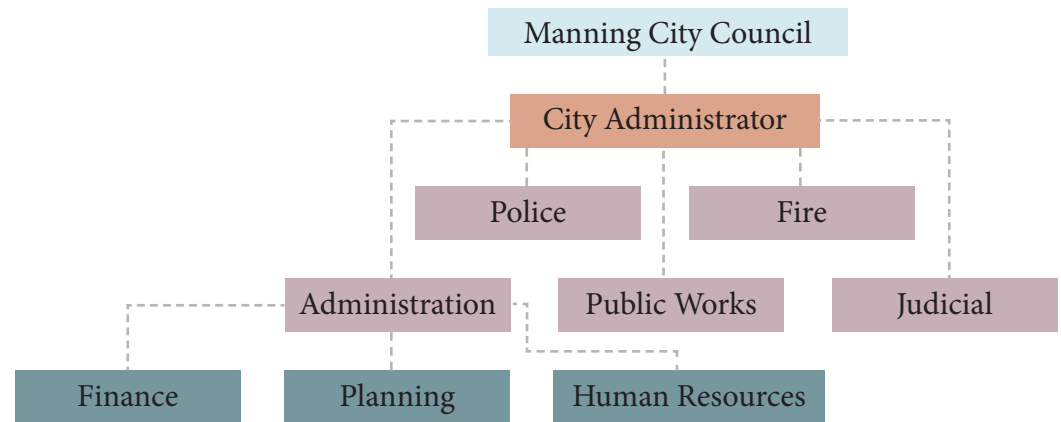 Manning City Council
City Administrator
Police
Fire
Administration
Public Works
Judicial
Finance
Planning
Human Resources